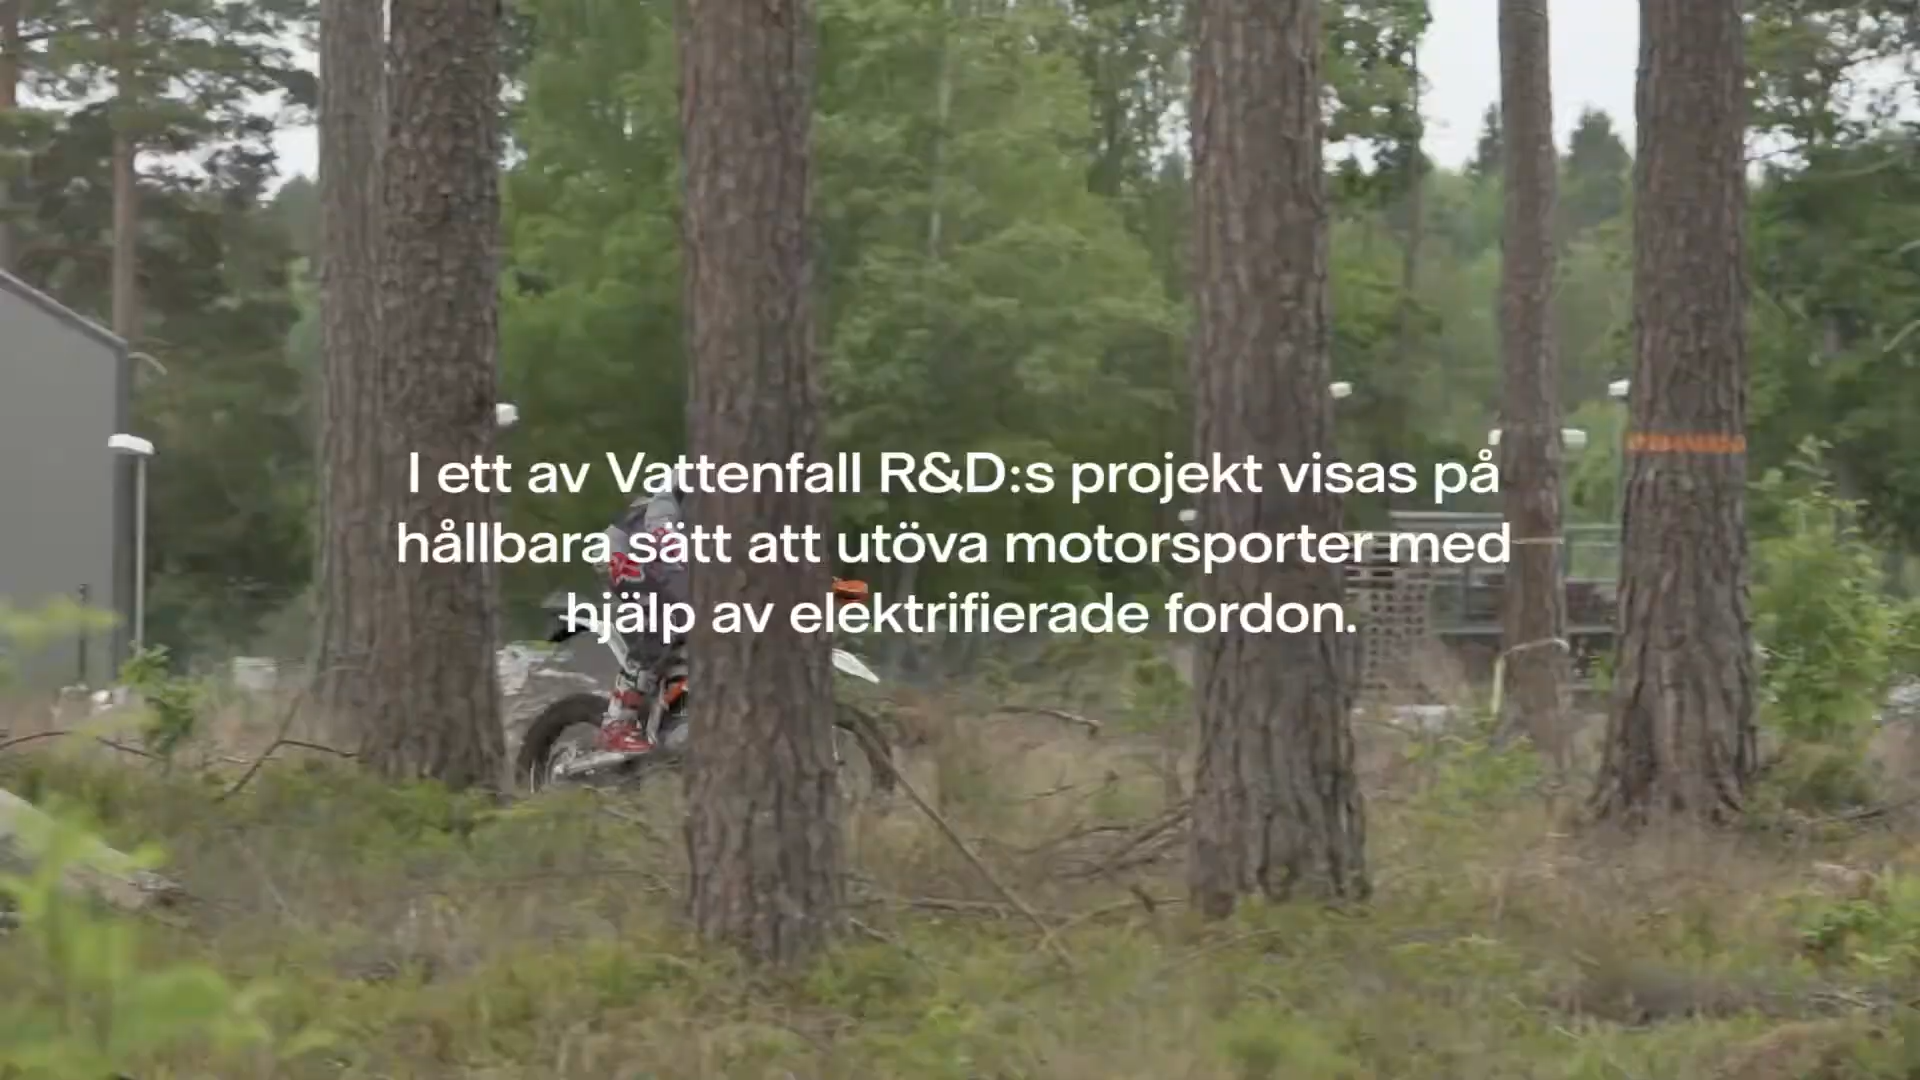 I ett av Vattenfall R&D:s projekt visas på
hållbara sätt att utöva motorsporter med
hjälp av elektrifierade fordon.